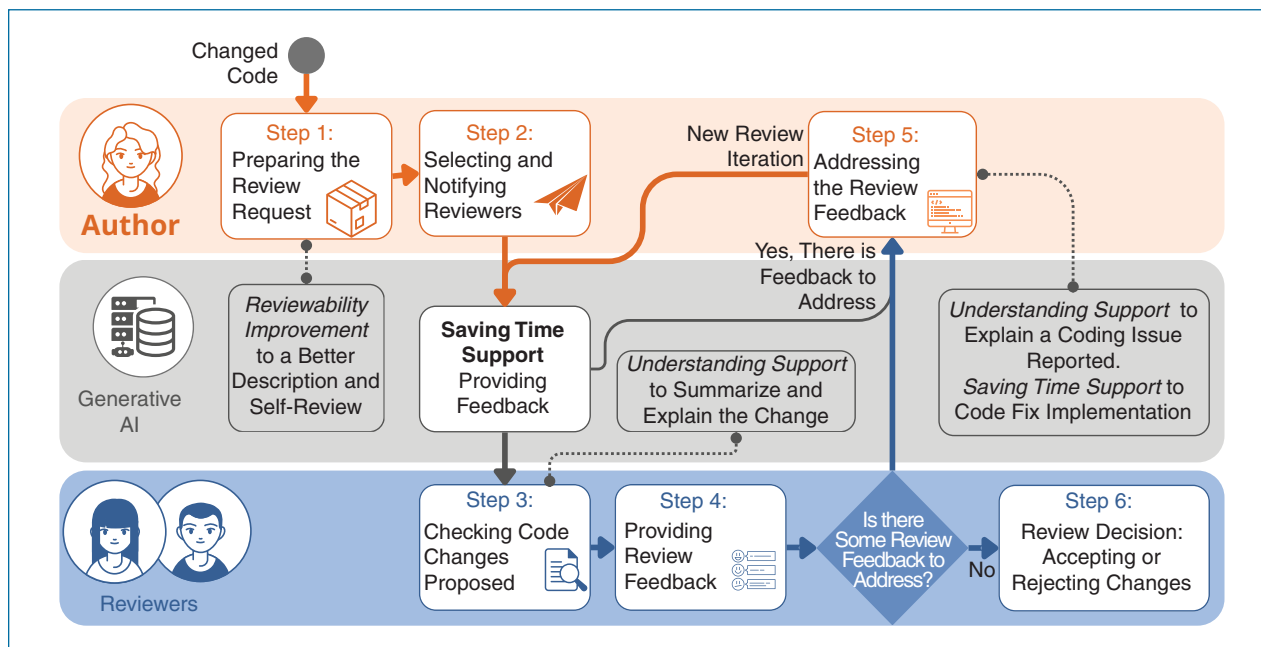 Changed
Code
Step 1:
Preparing the
Review
Request
Step 2:
Selecting and
Notifying
Reviewers
New Review
Iteration
Step 5:
Addressing
the Review
Feedback
Author
Yes, There is
Feedback to
Address
Generative
AI
Reviewability
Improvement
to a Better
Description and
Self-Review
Saving Time
Support
Providing
Feedback
Understanding Support
to Summarize and
Explain the Change
Understanding Support to
Explain a Coding Issue
Reported.
Saving Time Support to
Code Fix Implementation
Reviewers
Step 3:
Checking Code
Changes
Proposed
Step 4:
Providing
Review
Feedback
Is there
Some Review
Feedback to
Address?
No
Step 6:
Review Decision:
Accepting or
Rejecting Changes